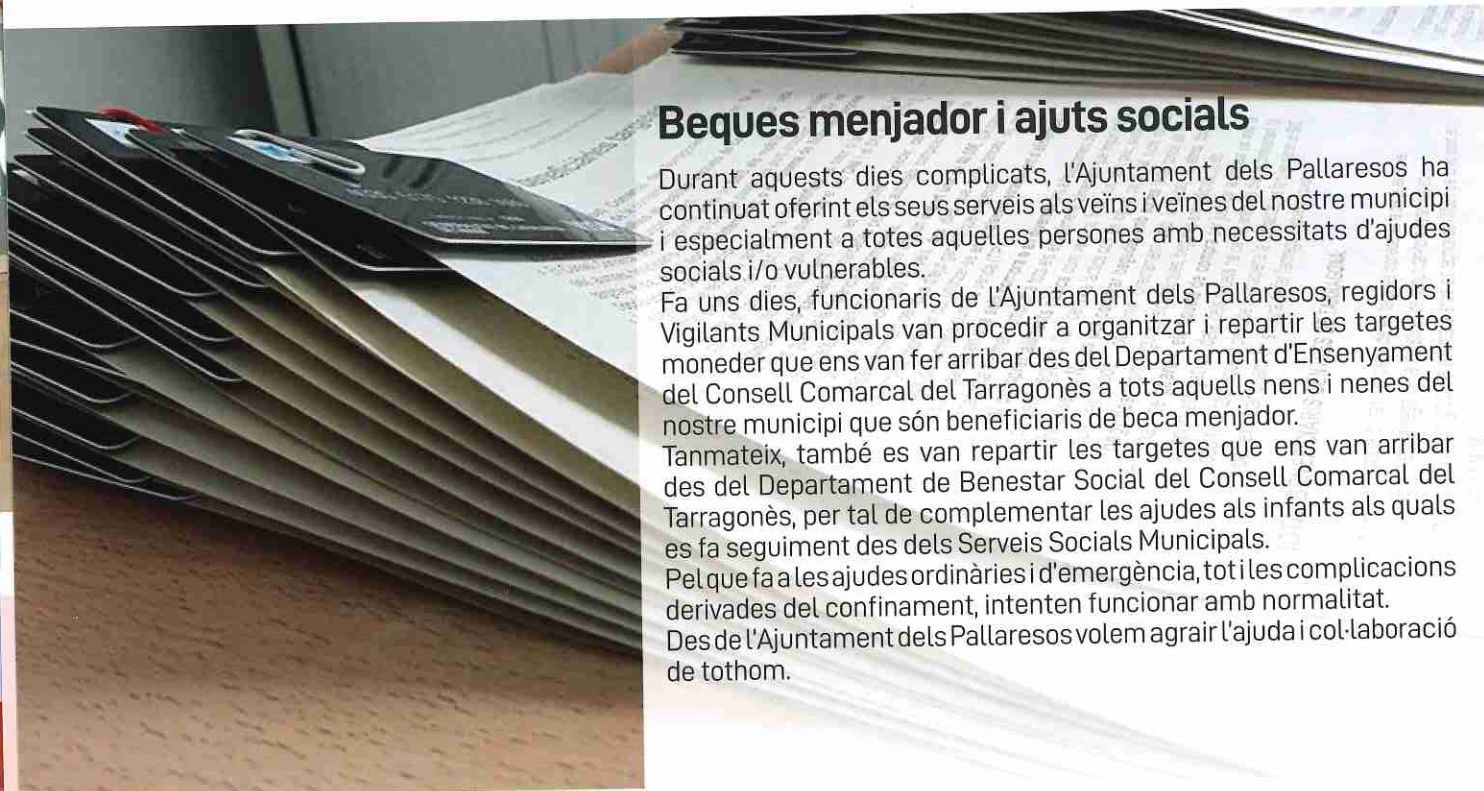 Beques menjador i ajuts socials
Durant aquests dies complicats, l'Ajuntament dels Pallaresos ha
continuat oferint els seus serveis als veïns i veïnes del nostre municipi
i especialment a totes aquelles persones amb necessitats d'ajudes
socials i/o vulnerables.
Fa uns dies, funcionaris de l'Ajuntament dels Pallaresos, regidors i
Vigilants Municipals van procedir a organitzar i repartir les targetes
moneder que ens van fer arribar des del Departament d'Ensenyament
del Consell Comarcal del Tarragonès a tots aquells nens i nenes del
nostre municipi que són beneficiaris de beca menjador.
Tanmateix, també es van repartir les targetes que ens van arribar
des del Departament de Benestar Social del Consell Comarcal del
Tarragonès, per tal de complementar les ajudes als infants als quals
es fa seguiment des dels Serveis Socials Municipals.
Pel que fa a les ajudes ordinàries i d'emergència, tot i les complicacions
derivades del confinament, intenten funcionar amb normalitat.
Des de l'Ajuntament dels Pallaresos volem agrair l'ajuda i col·laboració
de tothom.